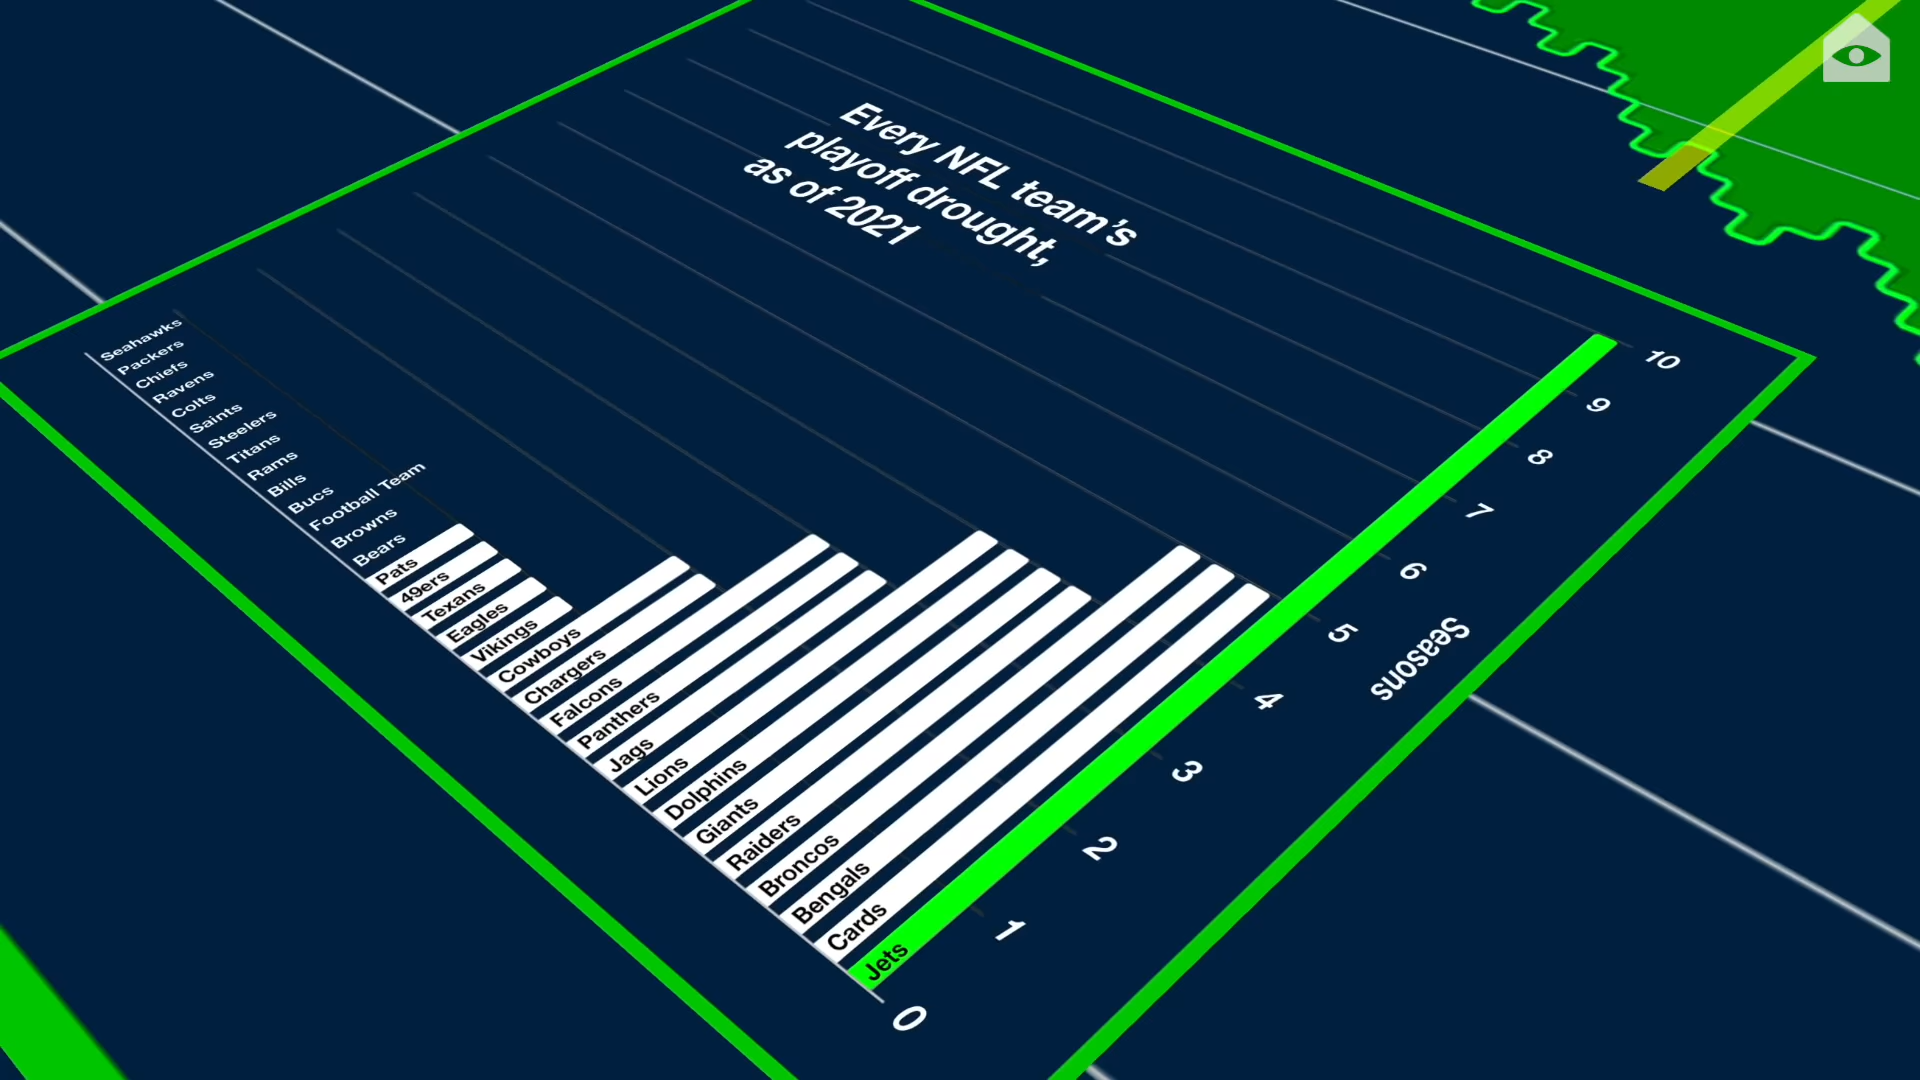 Every NFL team's
playoff drought,
as of 2021
Seahawks
Packers
Chiefs
Ravens
Colts
Saints
Steelers
Titans
Rams
Bills
Bucs
Football Team
Browns
Bears
Pats
49ers
Texans
Eagles
Vikings
Cowboys
Chargers
Falcons
Panthers
Jags
Lions
Dolphins
Giants
Raiders
Broncos
Bengals
Cards
Jets
10
9
8
7
6
5
4
3
2
1
0
Seasons